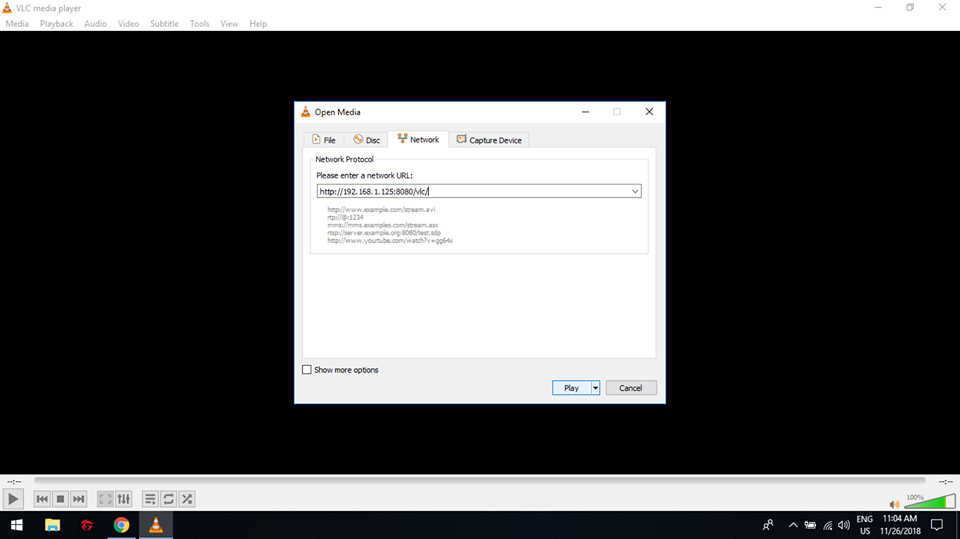 VLC media player
Media Playback Audio Video Subtitle Tools View Help
Open Media
File Disc Network Capture Device
Network Protocol
Please enter a network URL:
http://192.168.1.125:8080/vlc/
http://www.example.com/stream.avi
rtp://@:1234
mms://mms.examples.com/stream.asx
rtsp://server.example.org:8080/test.sdp
http://www.yourtube.com/watch?v=gg64x
Show more options
Play Cancel
--:-- --:--
100%
ENG 11:04 AM
US 11/26/2018